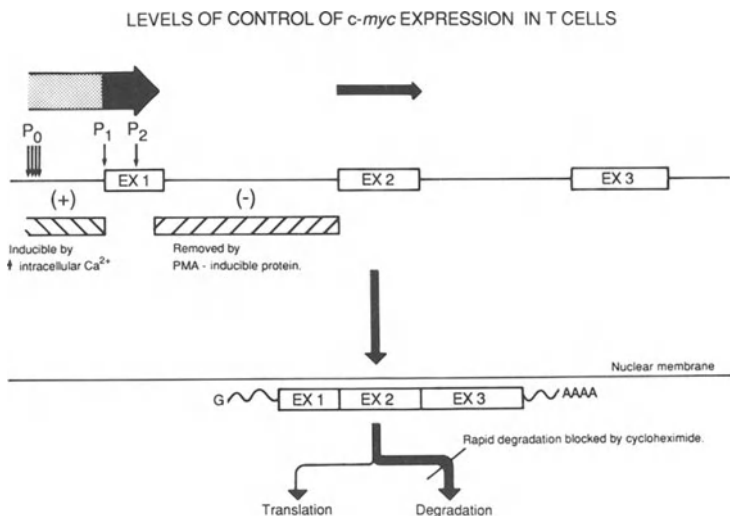 LEVELS OF CONTROL OF c-myc EXPRESSION IN T CELLS
P0
P1
P2
EX 1
EX 2
EX 3
(+)
(-)
Inducible by
↑ intracellular Ca2+
Removed by
PMA - inducible protein.
Nuclear membrane
G
EX 1
EX 2
EX 3
AAAA
Rapid degradation blocked by cycloheximide.
Translation
Degradation